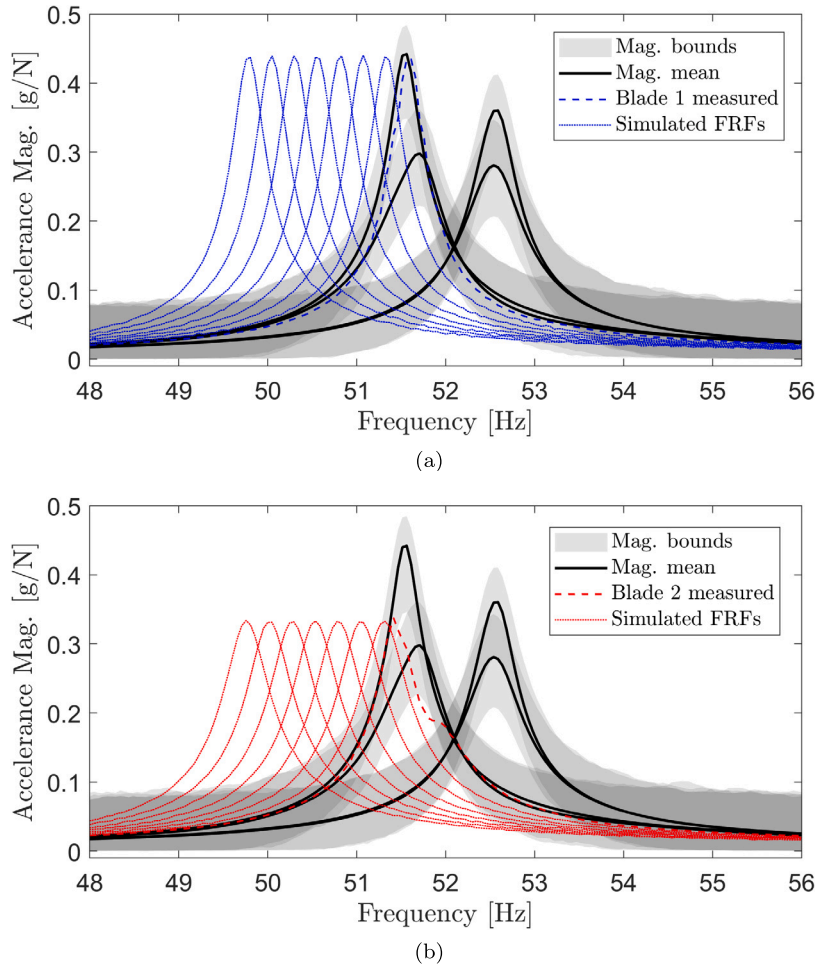 0.5
0.4
0.3
0.2
0.1
0
Accelerance Mag. [g/N]
Mag. bounds
Mag. mean
Blade 1 measured
Simulated FRFs
48 49 50 51 52 53 54 55 56
Frequency [Hz]
(a)
0.5
0.4
0.3
0.2
0.1
0
Accelerance Mag. [g/N]
Mag. bounds
Mag. mean
Blade 2 measured
Simulated FRFs
48 49 50 51 52 53 54 55 56
Frequency [Hz]
(b)